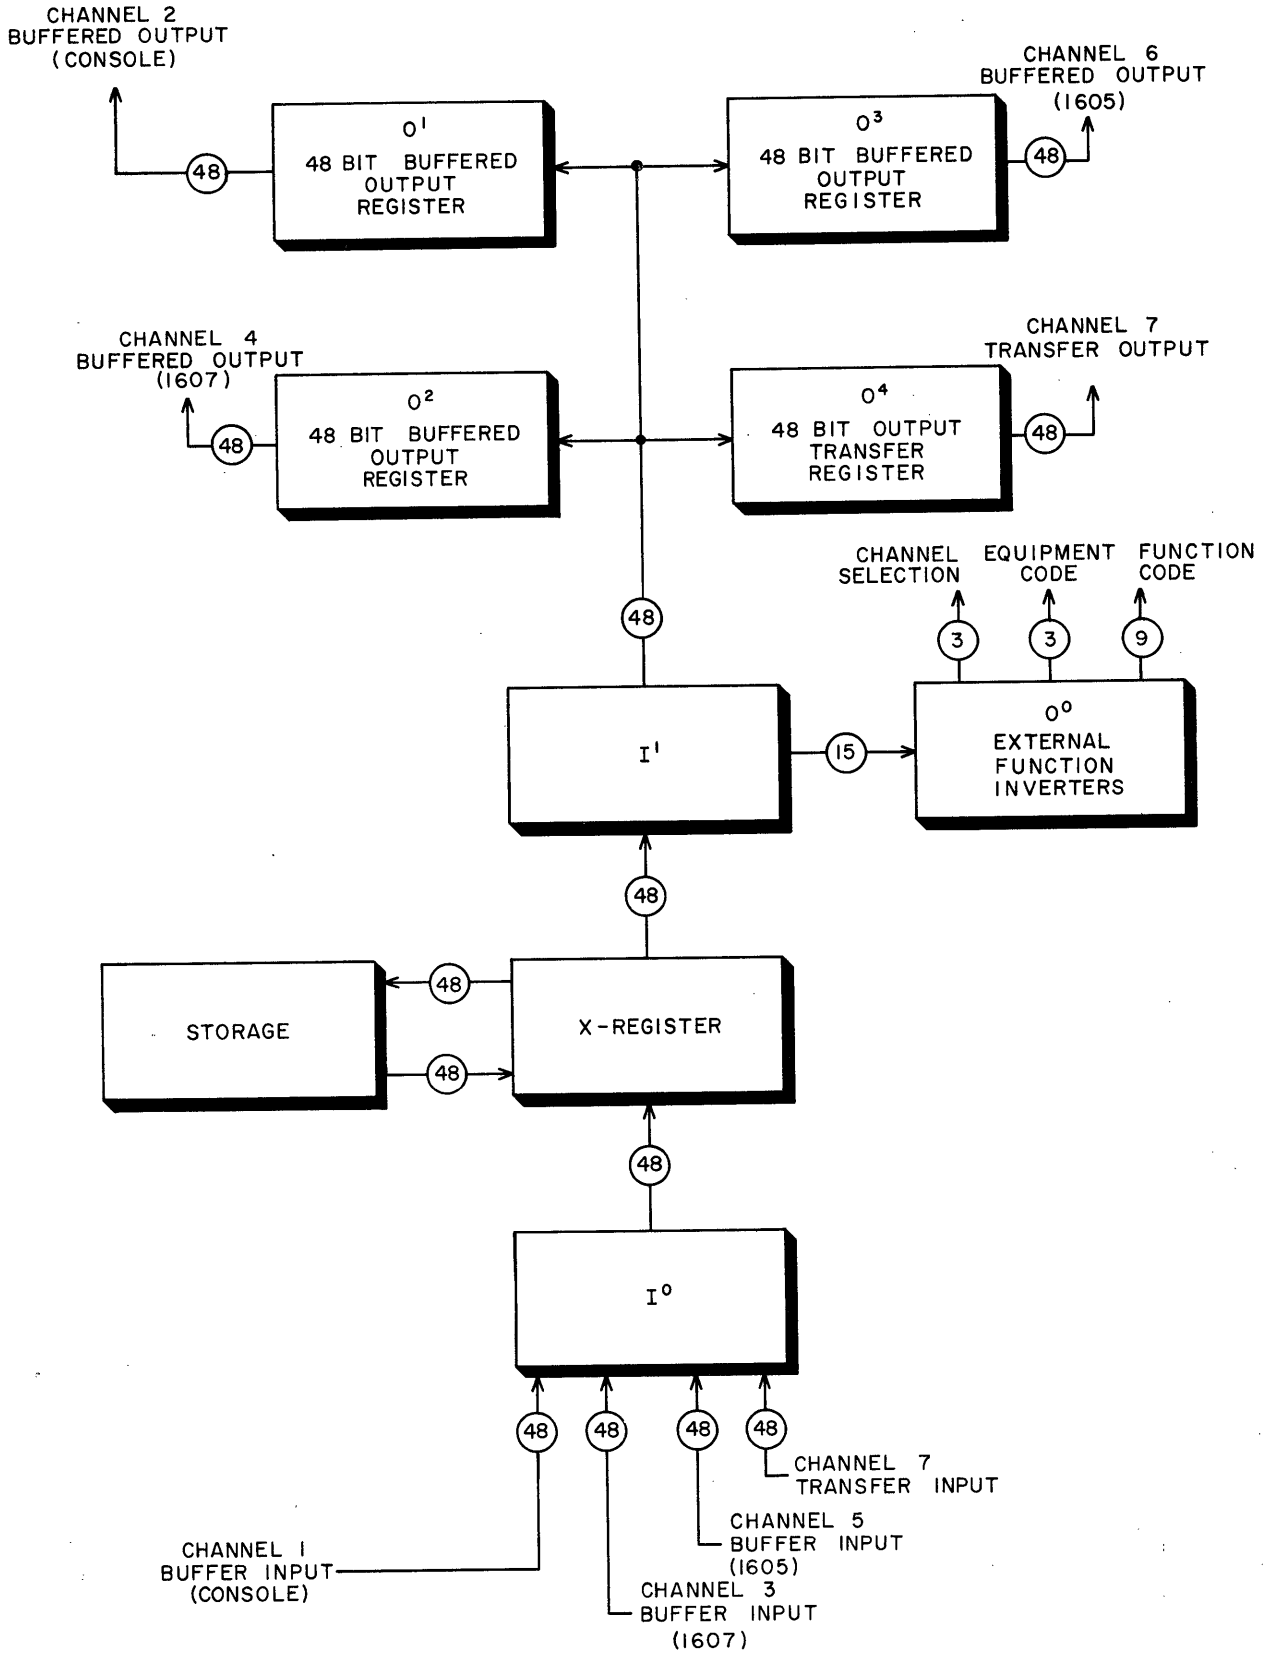 CHANNEL 2
BUFFERED OUTPUT
(CONSOLE)
CHANNEL 6
BUFFERED OUTPUT
(1605)
48
O¹
48 BIT BUFFERED
OUTPUT
REGISTER
O³
48 BIT BUFFERED
OUTPUT
REGISTER
48
CHANNEL 4
BUFFERED OUTPUT
(1607)
CHANNEL 7
TRANSFER OUTPUT
48
O²
48 BIT BUFFERED
OUTPUT
REGISTER
O⁴
48 BIT OUTPUT
TRANSFER
REGISTER
48
CHANNEL
SELECTION
EQUIPMENT
CODE
FUNCTION
CODE
48
3
3
9
I¹
15
O⁰
EXTERNAL
FUNCTION
INVERTERS
48
STORAGE
48
48
X-REGISTER
48
I⁰
48
48
48
48
CHANNEL 7
TRANSFER INPUT
CHANNEL 5
BUFFER INPUT
(1605)
CHANNEL 1
BUFFER INPUT
(CONSOLE)
CHANNEL 3
BUFFER INPUT
(1607)